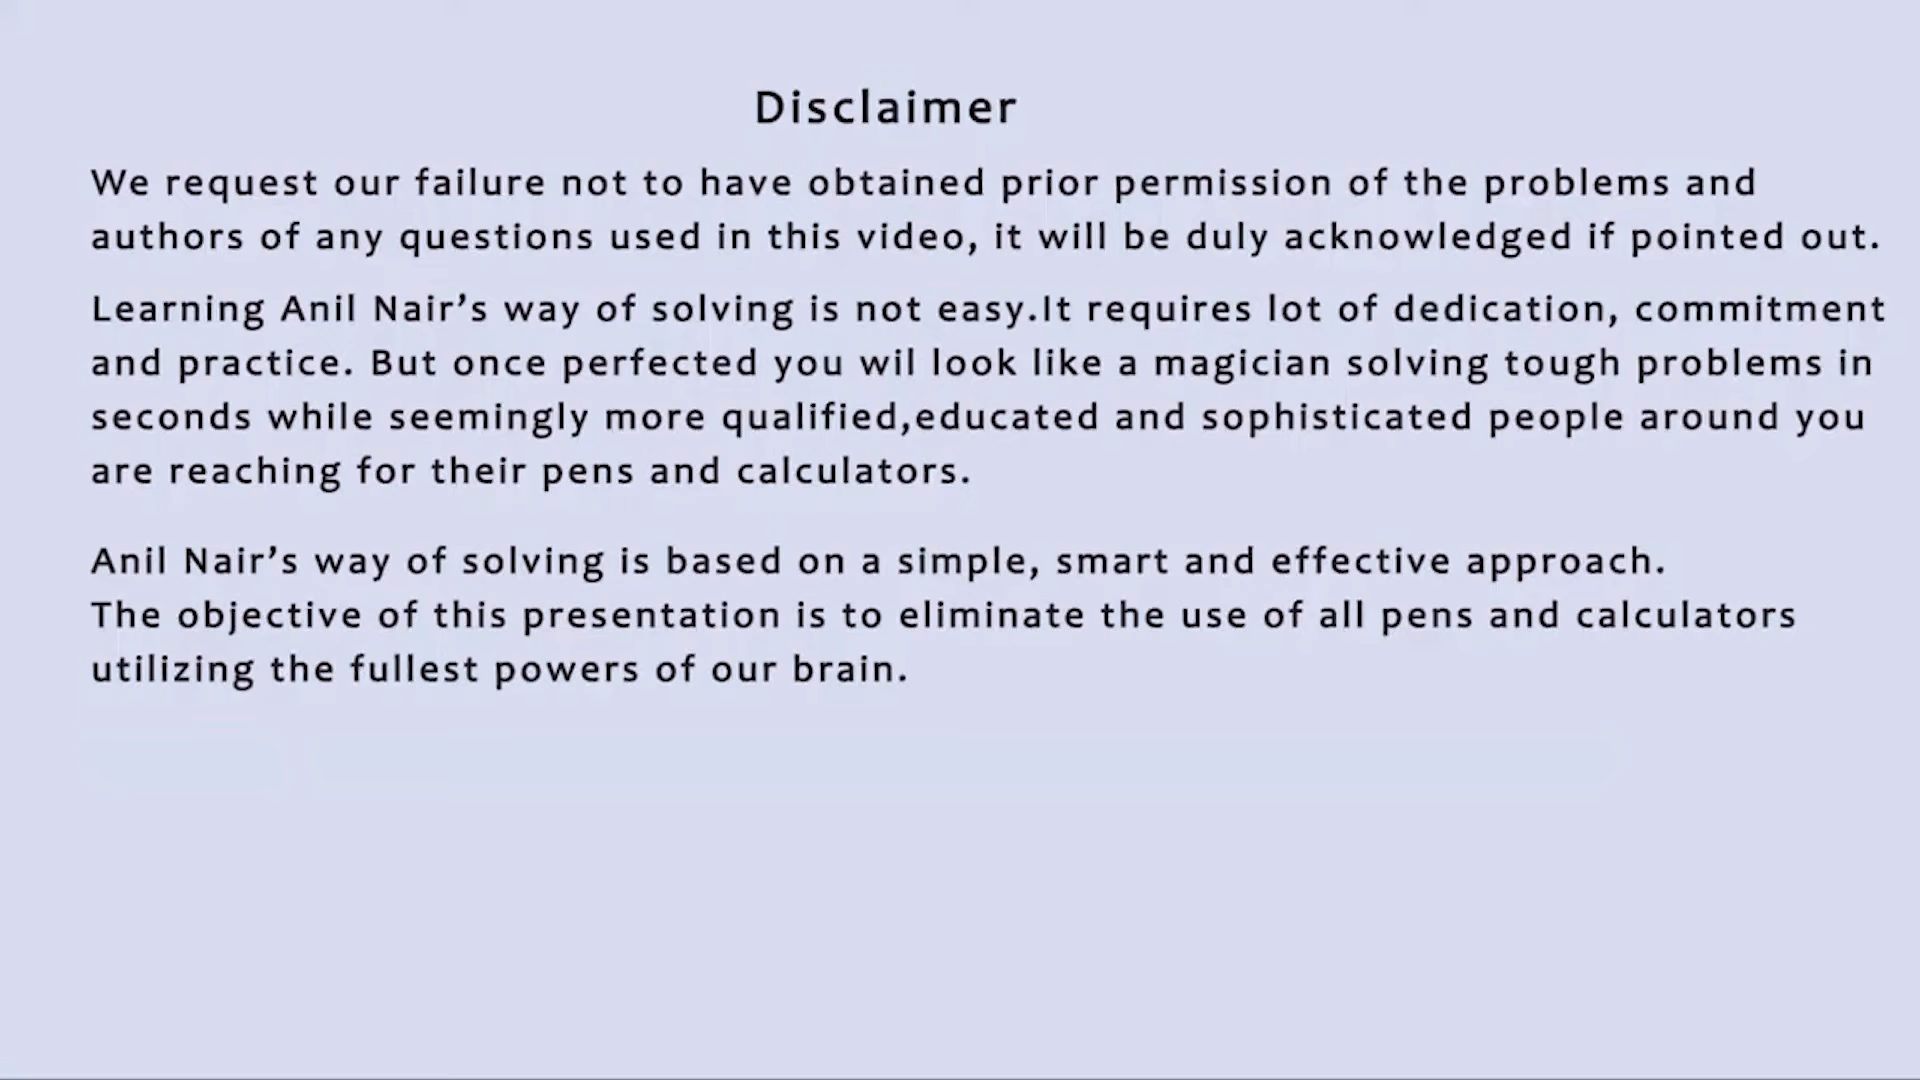 Disclaimer
We request our failure not to have obtained prior permission of the problems and
authors of any questions used in this video, it will be duly acknowledged if pointed out.
Learning Anil Nair’s way of solving is not easy.It requires lot of dedication, commitment
and practice. But once perfected you wil look like a magician solving tough problems in
seconds while seemingly more qualified,educated and sophisticated people around you
are reaching for their pens and calculators.
Anil Nair’s way of solving is based on a simple, smart and effective approach.
The objective of this presentation is to eliminate the use of all pens and calculators
utilizing the fullest powers of our brain.